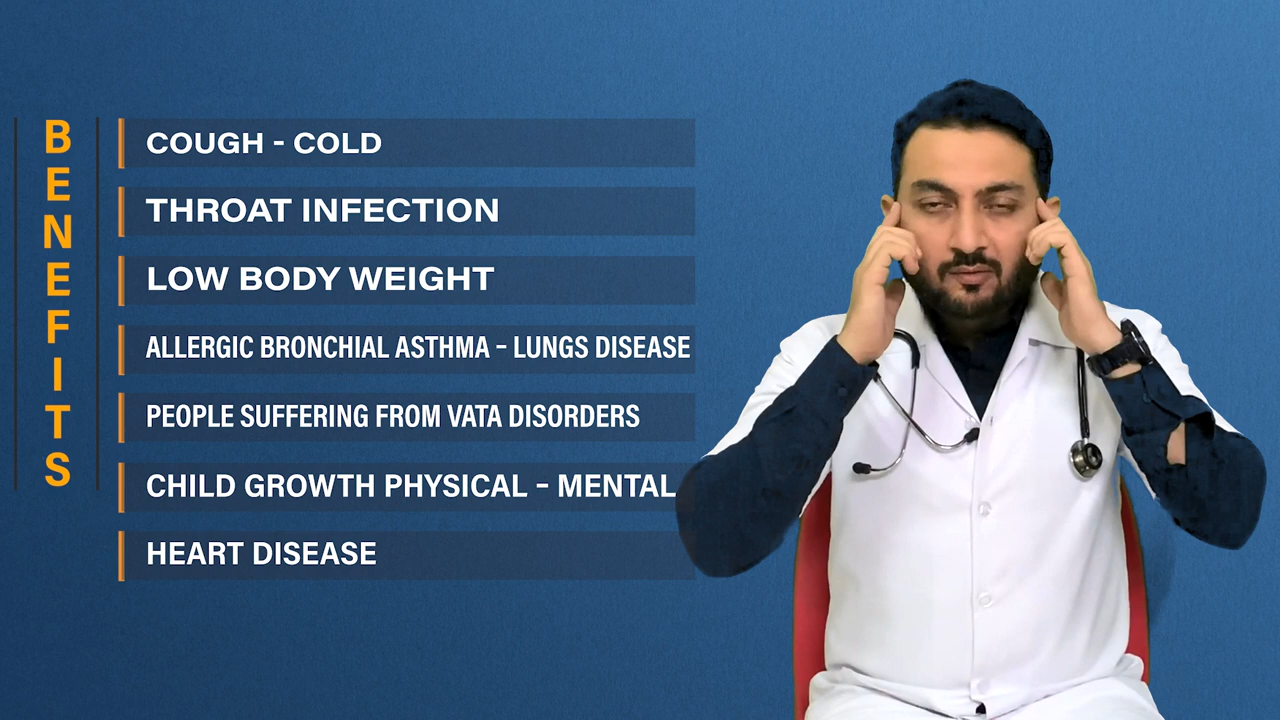 BENEFITS
COUGH - COLD
THROAT INFECTION
LOW BODY WEIGHT
ALLERGIC BRONCHIAL ASTHMA - LUNGS DISEASE
PEOPLE SUFFERING FROM VATA DISORDERS
CHILD GROWTH PHYSICAL - MENTAL
HEART DISEASE